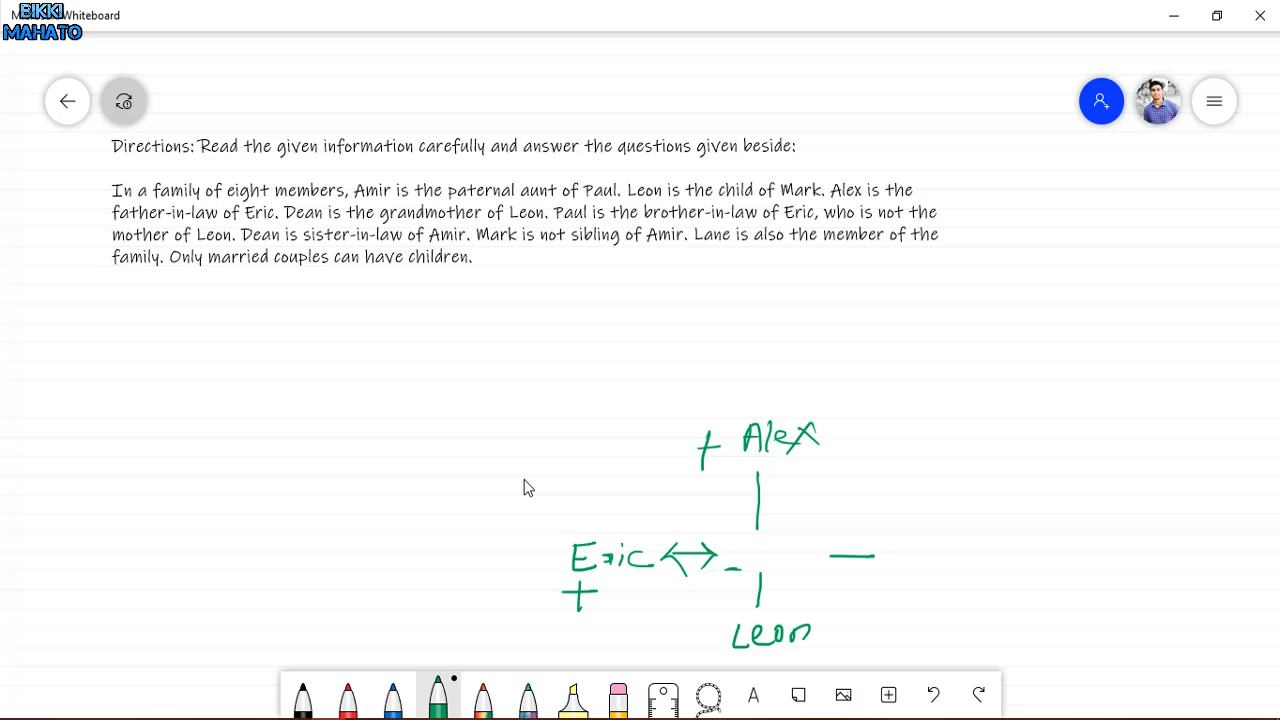 BIKKI
MAHATO
Whiteboard
Directions: Read the given information carefully and answer the questions given beside:
In a family of eight members, Amir is the paternal aunt of Paul. Leon is the child of Mark. Alex is the
father-in-law of Eric. Dean is the grandmother of Leon. Paul is the brother-in-law of Eric, who is not the
mother of Leon. Dean is sister-in-law of Amir. Mark is not sibling of Amir. Lane is also the member of the
family. Only married couples can have children.
+ Alex
Eric ↔ - —
+
Leon
A